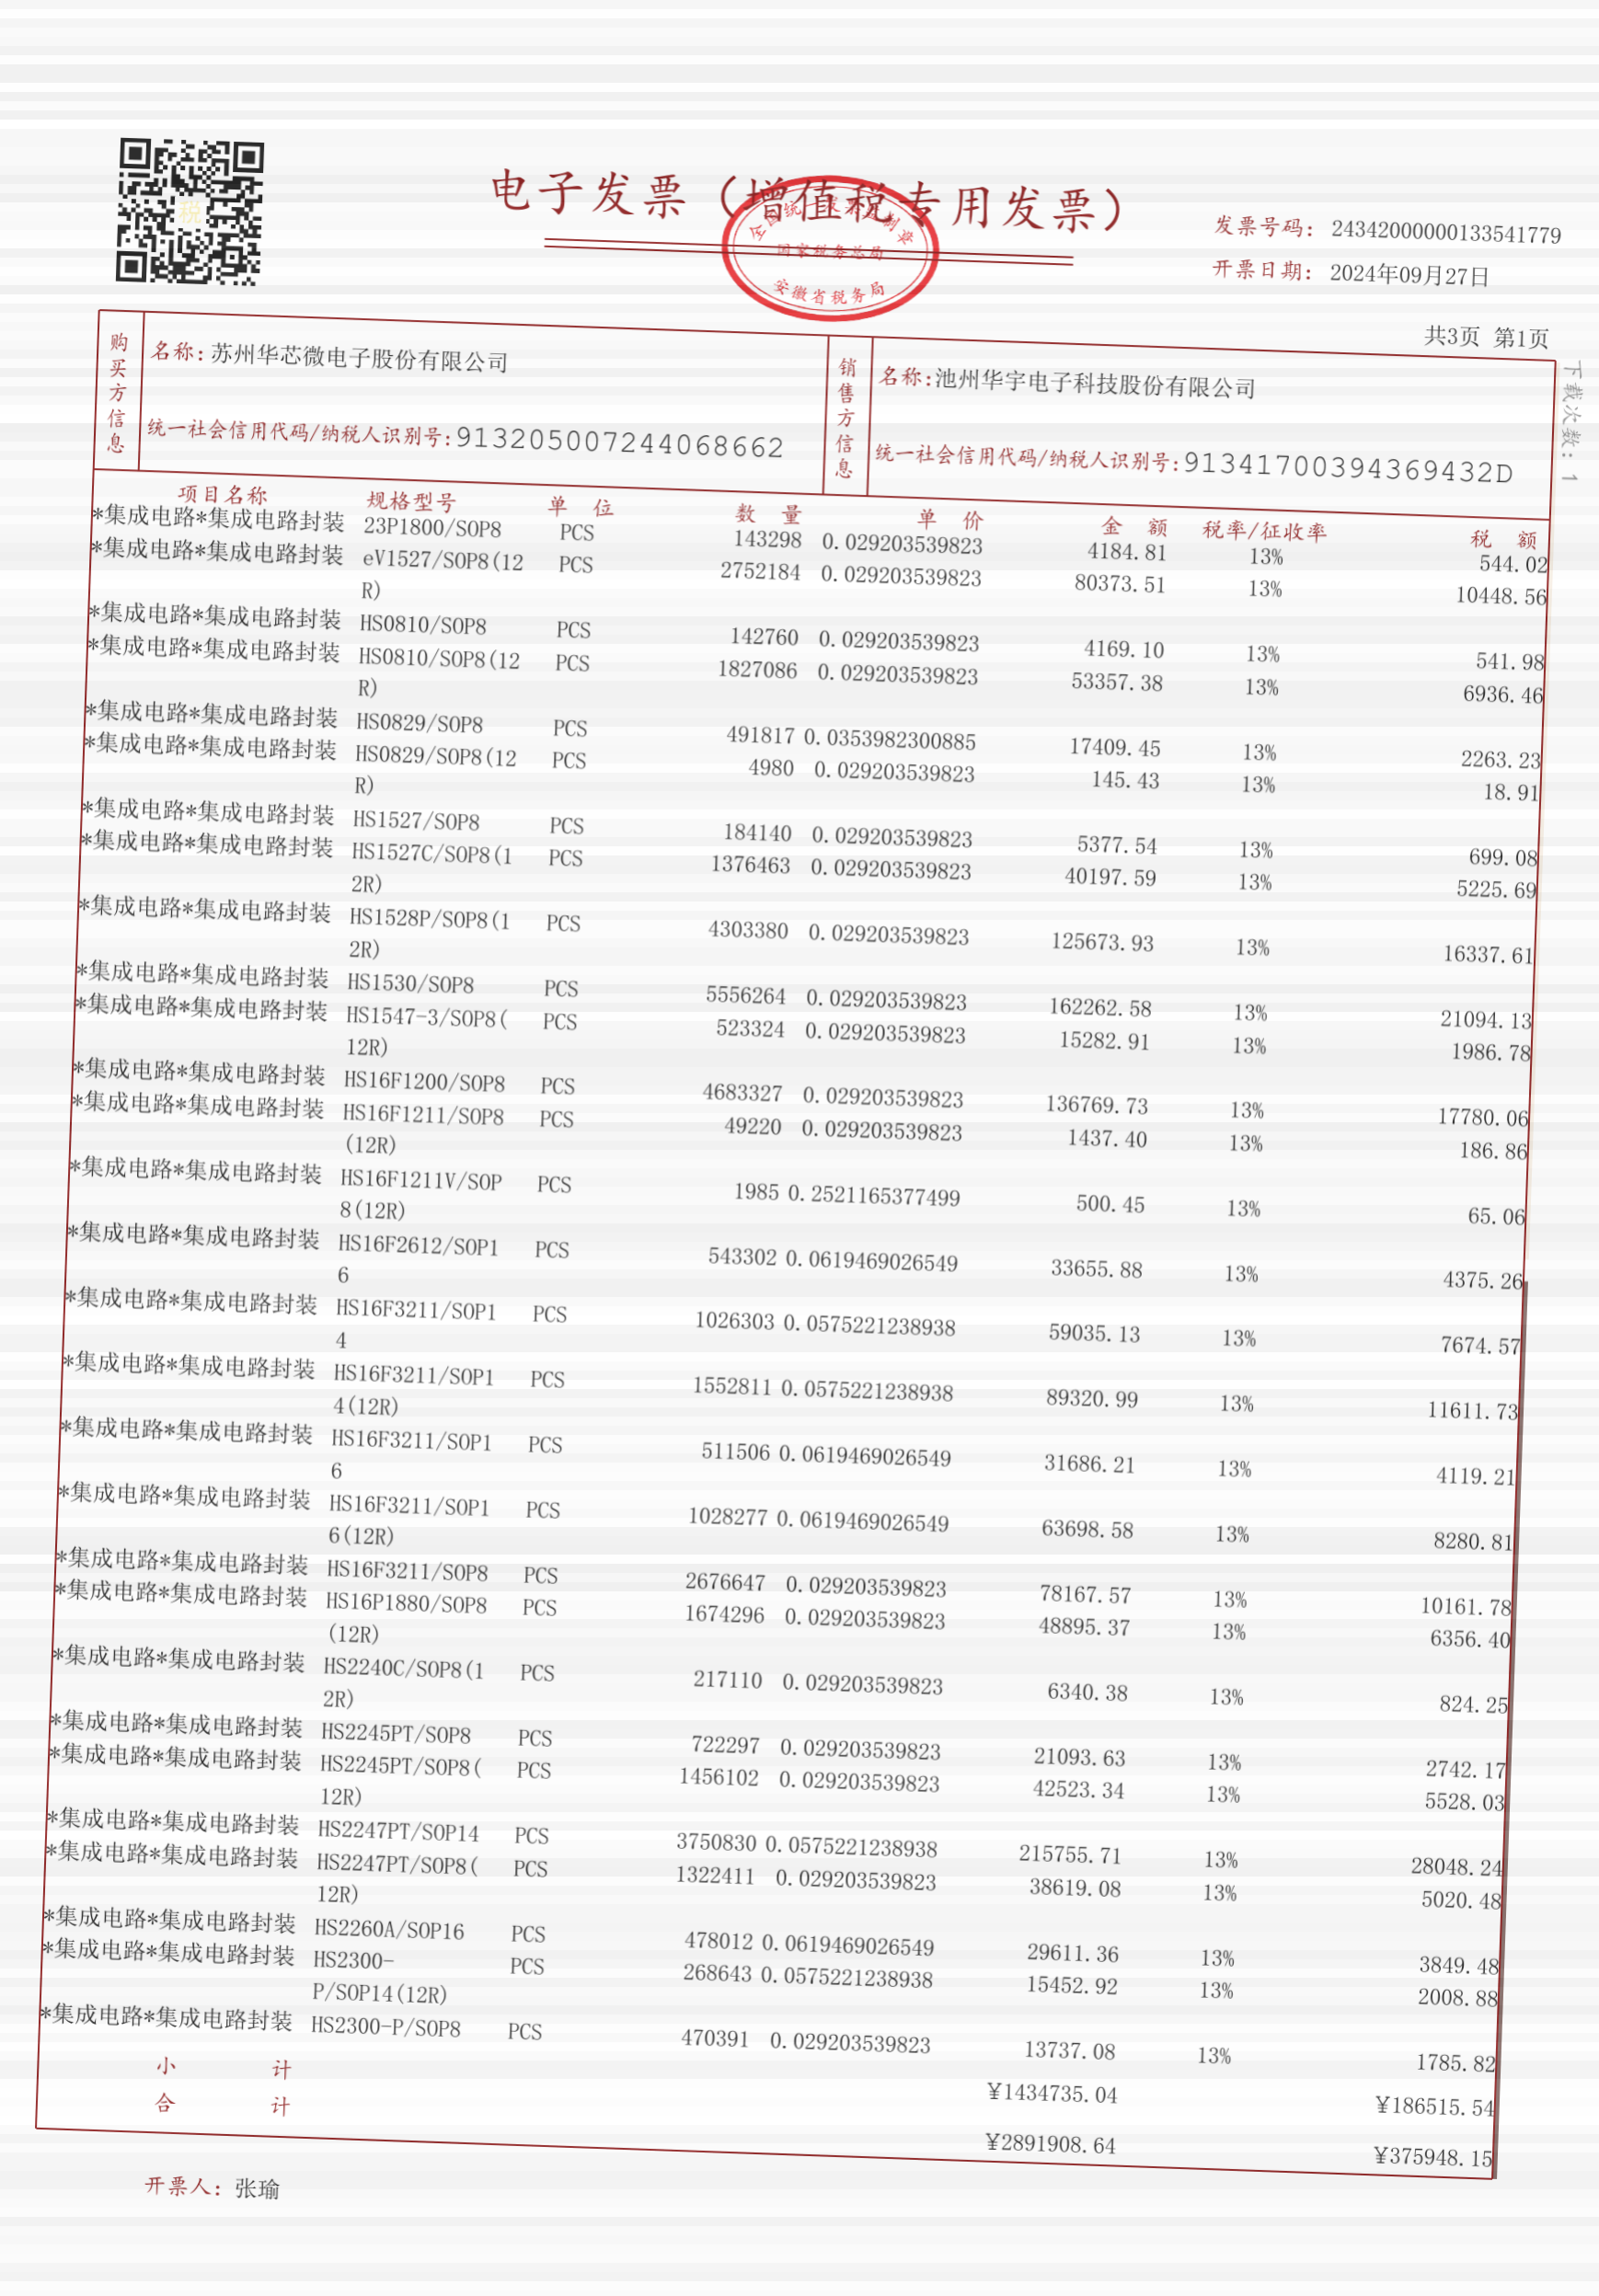 电子发票（增值税专用发票）
全国统一发票监制章
国家税务总局
安徽省税务局
税
发票号码：24342000000133541779
开票日期：2024年09月27日
共3页 第1页
下载次数：1
购买方信息
名称：苏州华芯微电子股份有限公司
统一社会信用代码/纳税人识别号：913205007244068662
销售方信息
名称：池州华宇电子科技股份有限公司
统一社会信用代码/纳税人识别号：91341700394369432D
项目名称 规格型号 单 位 数 量 单 价 金 额 税率/征收率 税 额
*集成电路*集成电路封装 23P1800/SOP8 PCS 143298 0.029203539823 4184.81 13% 544.02
*集成电路*集成电路封装 eV1527/SOP8(12 PCS 2752184 0.029203539823 80373.51 13% 10448.56
R)
*集成电路*集成电路封装 HS0810/SOP8 PCS 142760 0.029203539823 4169.10 13% 541.98
*集成电路*集成电路封装 HS0810/SOP8(12 PCS 1827086 0.029203539823 53357.38 13% 6936.46
R)
*集成电路*集成电路封装 HS0829/SOP8 PCS 491817 0.0353982300885 17409.45 13% 2263.23
*集成电路*集成电路封装 HS0829/SOP8(12 PCS 4980 0.029203539823 145.43 13% 18.91
R)
*集成电路*集成电路封装 HS1527/SOP8 PCS 184140 0.029203539823 5377.54 13% 699.08
*集成电路*集成电路封装 HS1527C/SOP8(1 PCS 1376463 0.029203539823 40197.59 13% 5225.69
2R)
*集成电路*集成电路封装 HS1528P/SOP8(1 PCS 4303380 0.029203539823 125673.93 13% 16337.61
2R)
*集成电路*集成电路封装 HS1530/SOP8 PCS 5556264 0.029203539823 162262.58 13% 21094.13
*集成电路*集成电路封装 HS1547-3/SOP8( PCS 523324 0.029203539823 15282.91 13% 1986.78
12R)
*集成电路*集成电路封装 HS16F1200/SOP8 PCS 4683327 0.029203539823 136769.73 13% 17780.06
*集成电路*集成电路封装 HS16F1211/SOP8 PCS 49220 0.029203539823 1437.40 13% 186.86
(12R)
*集成电路*集成电路封装 HS16F1211V/SOP PCS 1985 0.2521165377499 500.45 13% 65.06
8(12R)
*集成电路*集成电路封装 HS16F2612/SOP1 PCS 543302 0.0619469026549 33655.88 13% 4375.26
6
*集成电路*集成电路封装 HS16F3211/SOP1 PCS 1026303 0.0575221238938 59035.13 13% 7674.57
4
*集成电路*集成电路封装 HS16F3211/SOP1 PCS 1552811 0.0575221238938 89320.99 13% 11611.73
4(12R)
*集成电路*集成电路封装 HS16F3211/SOP1 PCS 511506 0.0619469026549 31686.21 13% 4119.21
6
*集成电路*集成电路封装 HS16F3211/SOP1 PCS 1028277 0.0619469026549 63698.58 13% 8280.81
6(12R)
*集成电路*集成电路封装 HS16F3211/SOP8 PCS 2676647 0.029203539823 78167.57 13% 10161.78
*集成电路*集成电路封装 HS16P1880/SOP8 PCS 1674296 0.029203539823 48895.37 13% 6356.40
(12R)
*集成电路*集成电路封装 HS2240C/SOP8(1 PCS 217110 0.029203539823 6340.38 13% 824.25
2R)
*集成电路*集成电路封装 HS2245PT/SOP8 PCS 722297 0.029203539823 21093.63 13% 2742.17
*集成电路*集成电路封装 HS2245PT/SOP8( PCS 1456102 0.029203539823 42523.34 13% 5528.03
12R)
*集成电路*集成电路封装 HS2247PT/SOP14 PCS 3750830 0.0575221238938 215755.71 13% 28048.24
*集成电路*集成电路封装 HS2247PT/SOP8( PCS 1322411 0.029203539823 38619.08 13% 5020.48
12R)
*集成电路*集成电路封装 HS2260A/SOP16 PCS 478012 0.0619469026549 29611.36 13% 3849.48
*集成电路*集成电路封装 HS2300- PCS 268643 0.0575221238938 15452.92 13% 2008.88
P/SOP14(12R)
*集成电路*集成电路封装 HS2300-P/SOP8 PCS 470391 0.029203539823 13737.08 13% 1785.82
小 计 ¥1434735.04 ¥186515.54
合 计 ¥2891908.64 ¥375948.15
开票人：张瑜